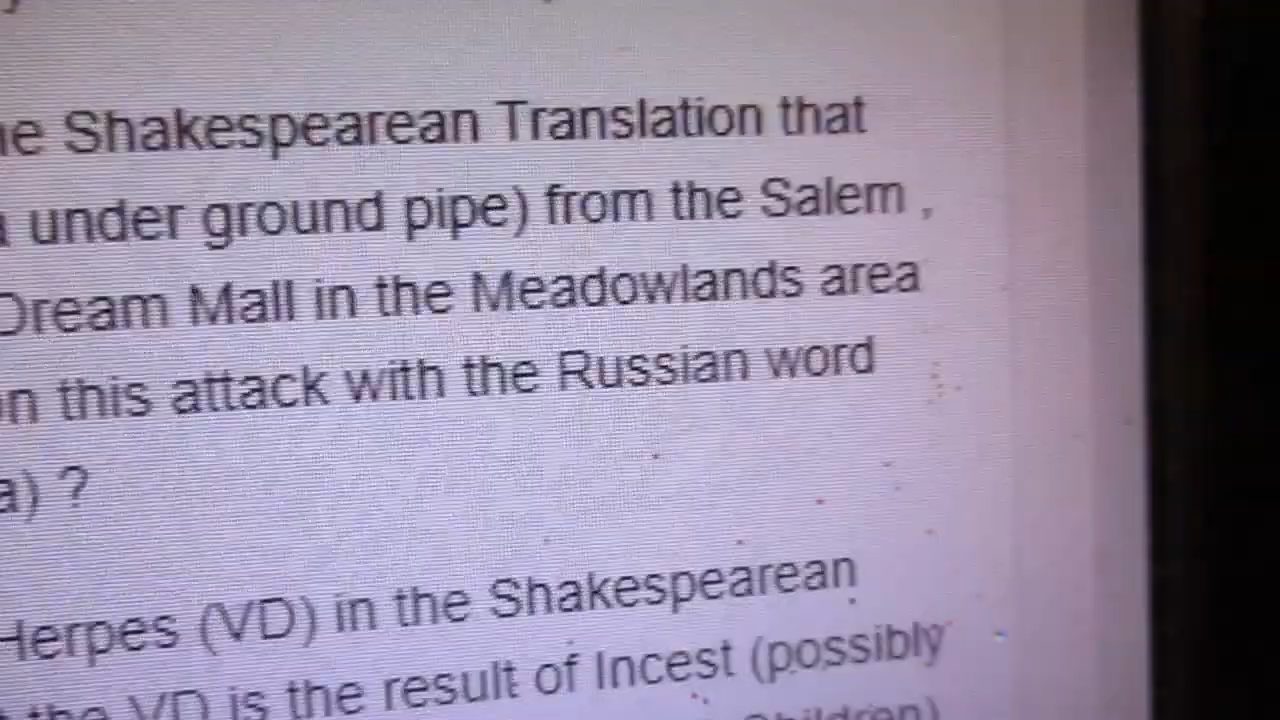 Shakespearean Translation that
under ground pipe) from the Salem ,
Dream Mall in the Meadowlands area
this attack with the Russian word
a) ?
Herpes (VD) in the Shakespearean
the VD is the result of Incest (possibly
Children)